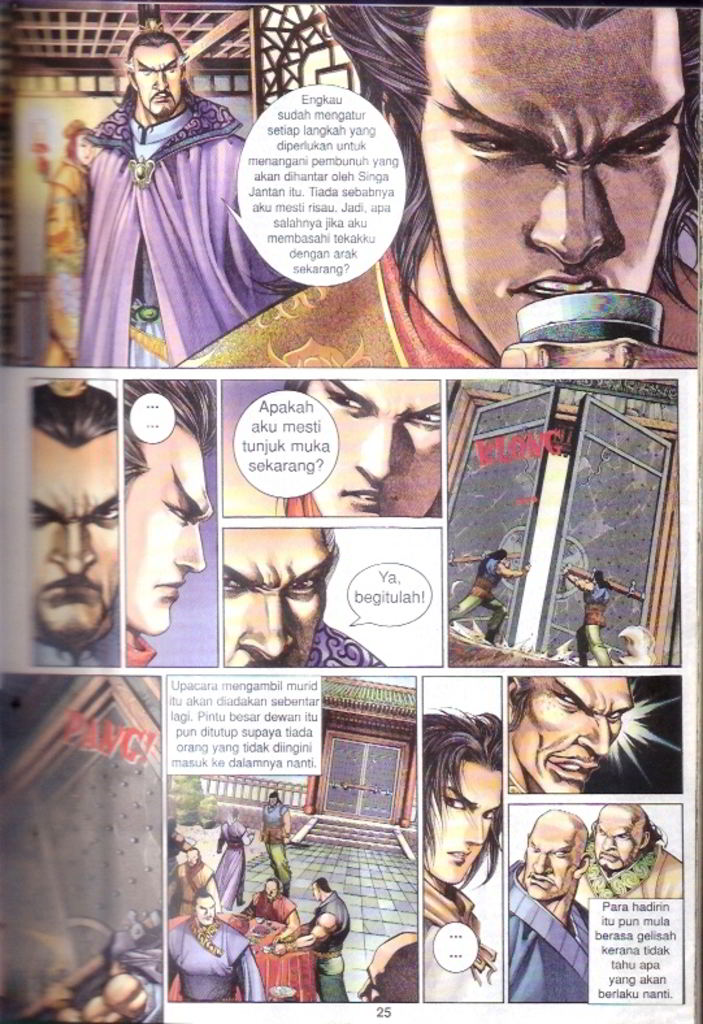 Engkau
sudah mengatur
setiap langkah yang
diperlukan untuk
menangani pembunuh yang
akan dihantar oleh Singa
Jantan itu. Tiada sebabnya
aku mesti risau. Jadi, apa
salahnya jika aku
membasahi tekakku
dengan arak
sekarang?
...
...
Apakah
aku mesti
tunjuk muka
sekarang?
Ya,
begitulah!
KLONG
PANG!
Upacara mengambil murid
itu akan diadakan sebentar
lagi. Pintu besar dewan itu
pun ditutup supaya tiada
orang yang tidak diingini
masuk ke dalamnya nanti.
...
...
Para hadirin
itu pun mula
berasa gelisah
kerana tidak
tahu apa
yang akan
berlaku nanti.
25